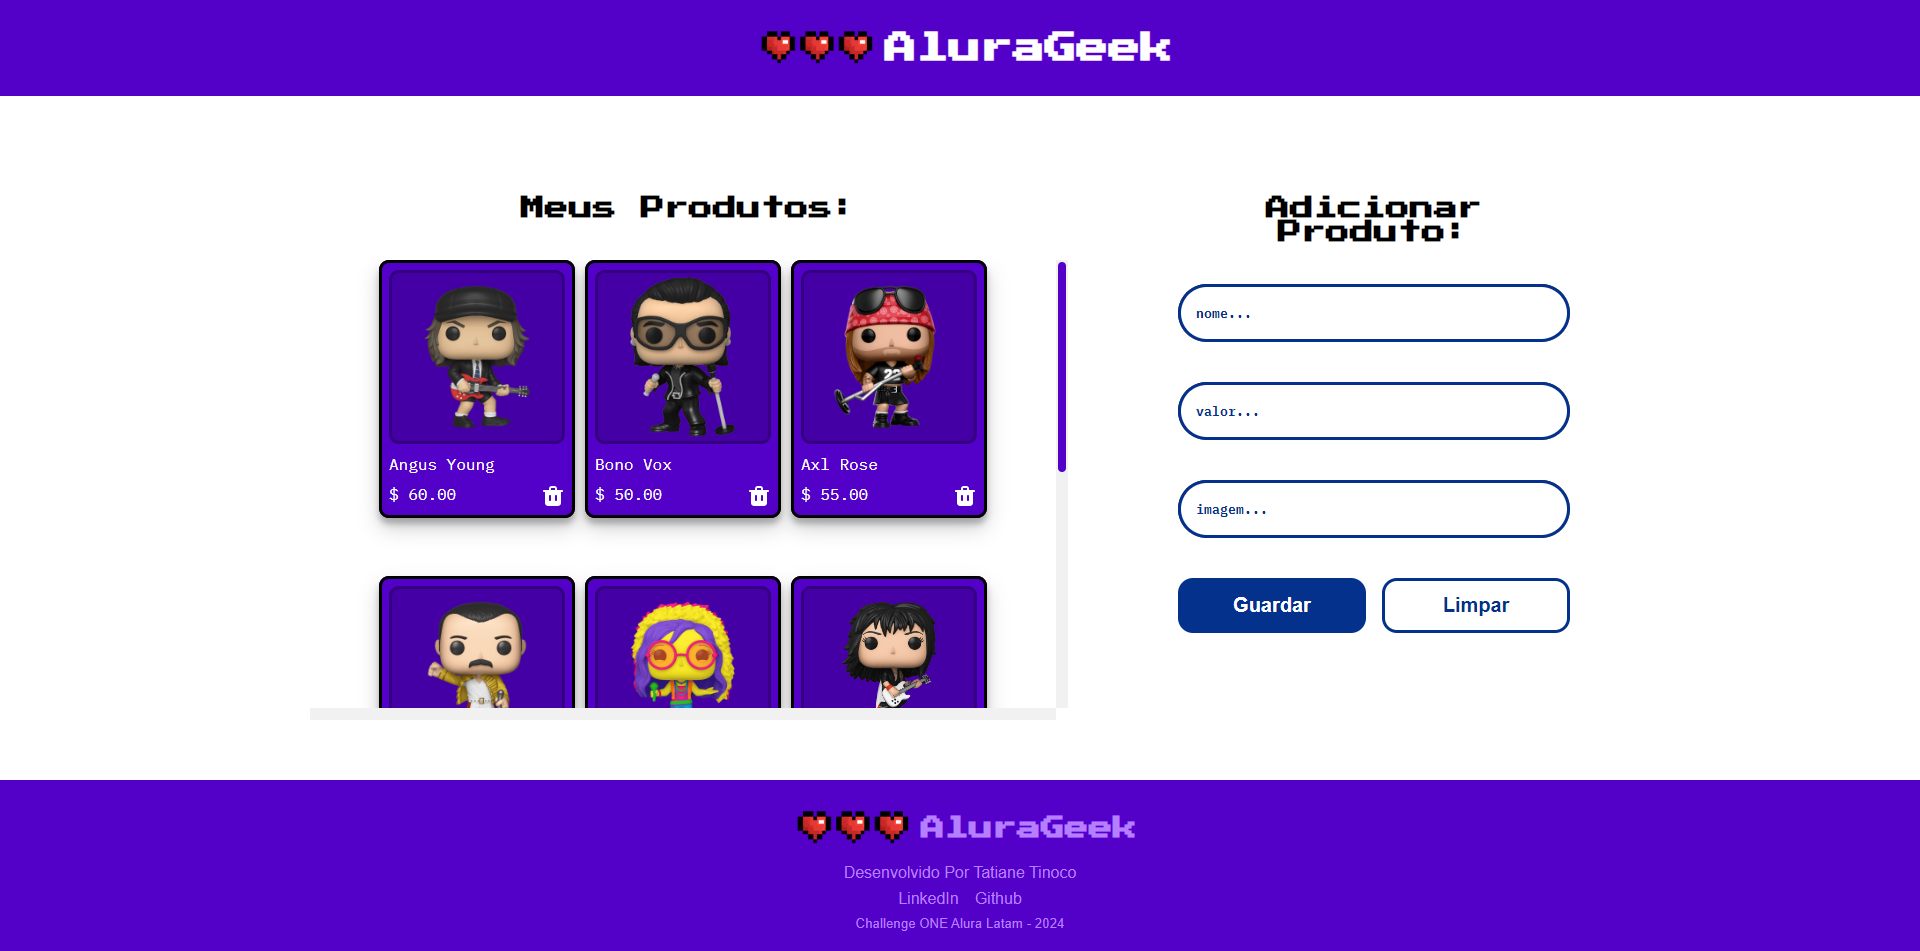 AluraGeek
Meus Produtos:
Angus Young
$ 60.00
Bono Vox
$ 50.00
22
Axl Rose
$ 55.00
Adicionar
Produto:
nome...
valor...
imagem...
Guardar
Limpar
AluraGeek
Desenvolvido Por Tatiane Tinoco
LinkedIn Github
Challenge ONE Alura Latam - 2024